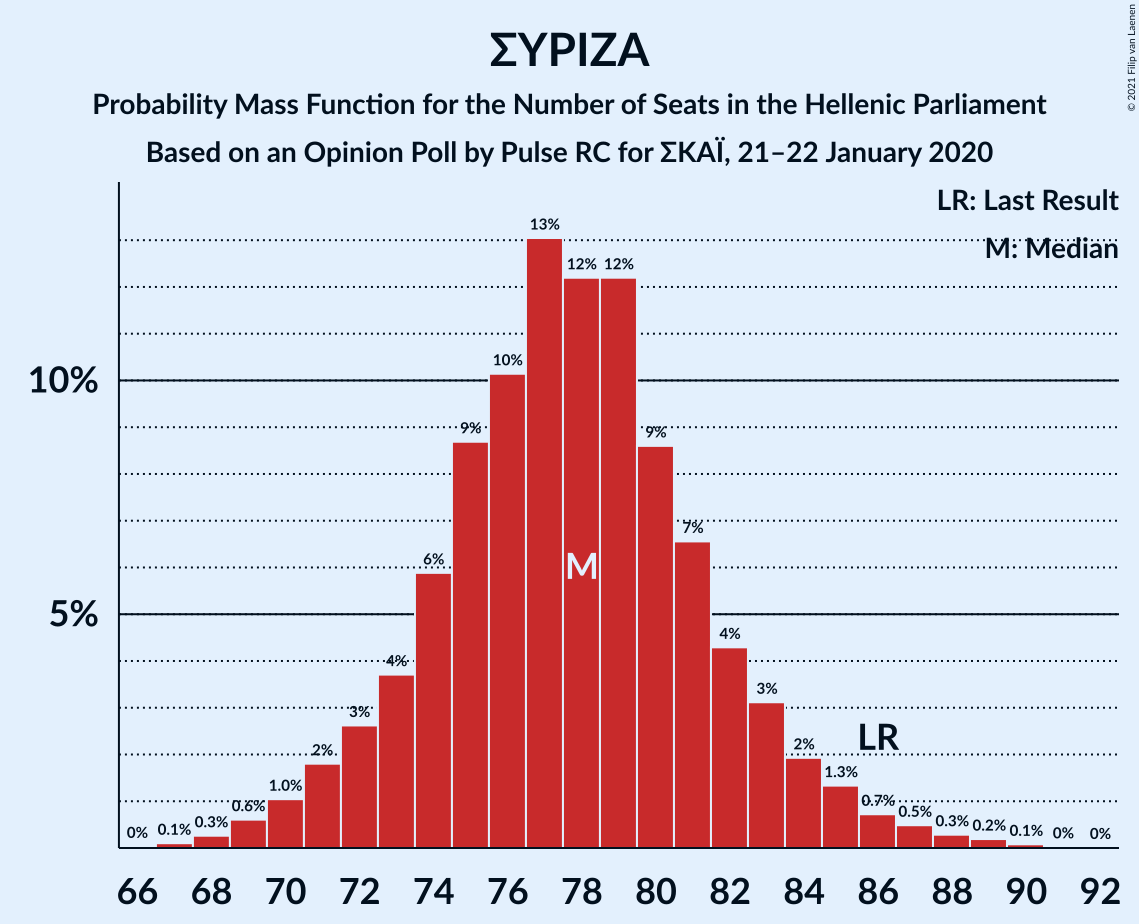 © 2021 Filip van Laenen
ΣΥΡΙΖΑ
Probability Mass Function for the Number of Seats in the Hellenic Parliament
Based on an Opinion Poll by Pulse RC for ΣΚΑΪ, 21–22 January 2020
LR: Last Result
M: Median
13%
12% 12%
10%
10%
9% 9%
7%
6%
M
5%
4%
4%
3%
3%
LR
2% 2%
1.3%
1.0%
0.6% 0.7%
0.5%
0% 0.1% 0.3% 0.3% 0.2% 0.1% 0% 0%
66 68 70 72 74 76 78 80 82 84 86 88 90 92